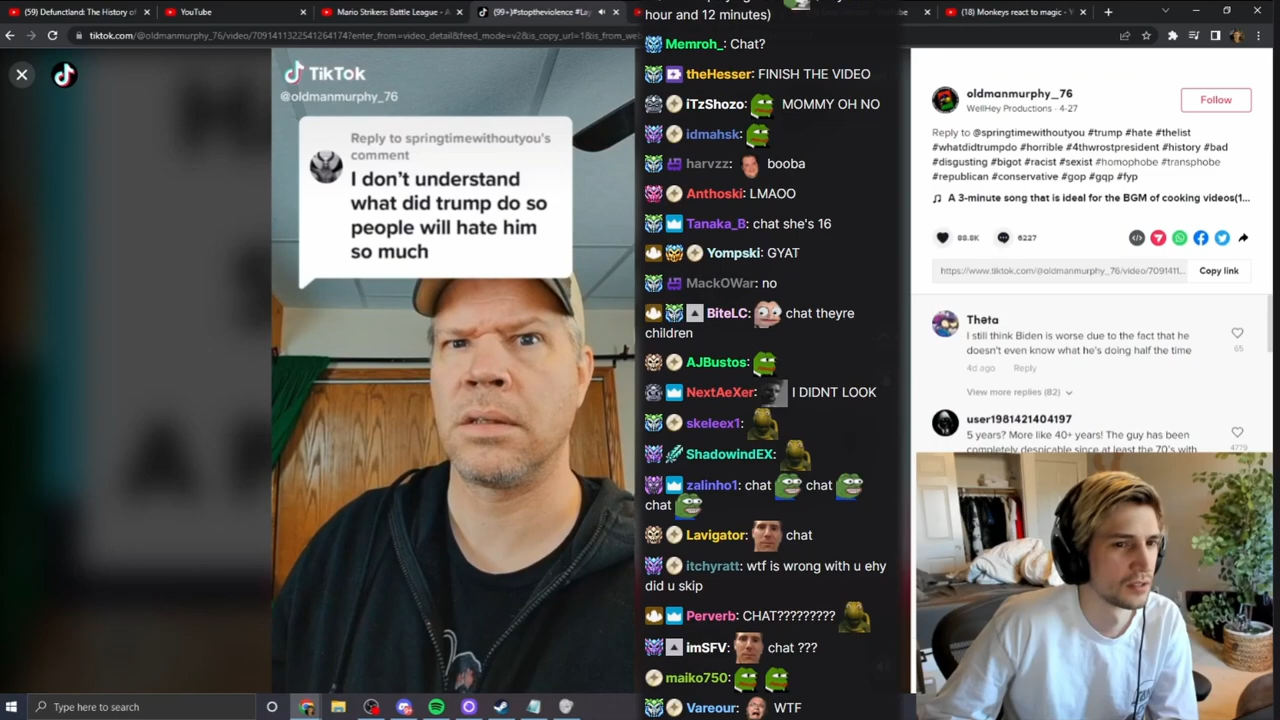 (59) Defunctland: The History of
YouTube
Mario Strikers: Battle League - A
(99+)#stoptheviolence #La
(18) Monkeys react to magic - Y
tiktok.com/@oldmanmurphy_76/video/7091411322541264174?enter_from=video_detail&feed_mode=v2&is_copy_url=1&is_from_web
TikTok
@oldmanmurphy_76
Reply to springtimewithoutyou's
comment
I don't understand
what did trump do so
people will hate him
so much
hour and 12 minutes)
Memroh_: Chat?
theHesser: FINISH THE VIDEO
iTzShozo: MOMMY OH NO
idmahsk:
harvzz: booba
Anthoski: LMAOO
Tanaka_B: chat she's 16
Yompski: GYAT
MackOWar: no
BiteLC: chat theyre
children
AJBustos:
NextAeXer: I DIDNT LOOK
skeleex1:
ShadowindEX:
zalinho1: chat chat
chat
Lavigator: chat
itchyratt: wtf is wrong with u ehy
did u skip
Perverb: CHAT?????????
imSFV: chat ???
maiko750:
Vareour: WTF
oldmanmurphy_76
WellHey Productions · 4-27
Follow
Reply to @springtimewithoutyou #trump #hate #thelist
#whatdidtrumpdo #horrible #4thwrostpresident #history #bad
#disgusting #bigot #racist #sexist #homophobe #transphobe
#republican #conservative #gop #gqp #fyp
A 3-minute song that is ideal for the BGM of cooking videos(1...
88.8K
6227
https://www.tiktok.com/@oldmanmurphy_76/video/7091411...
Copy link
Thəta
I still think Biden is worse due to the fact that he
doesn't even know what he's doing half the time
65
4d ago Reply
View more replies (82)
user1981421404197
5 years? More like 40+ years! The guy has been
completely despicable since at least the 70's with
4779
Type here to search